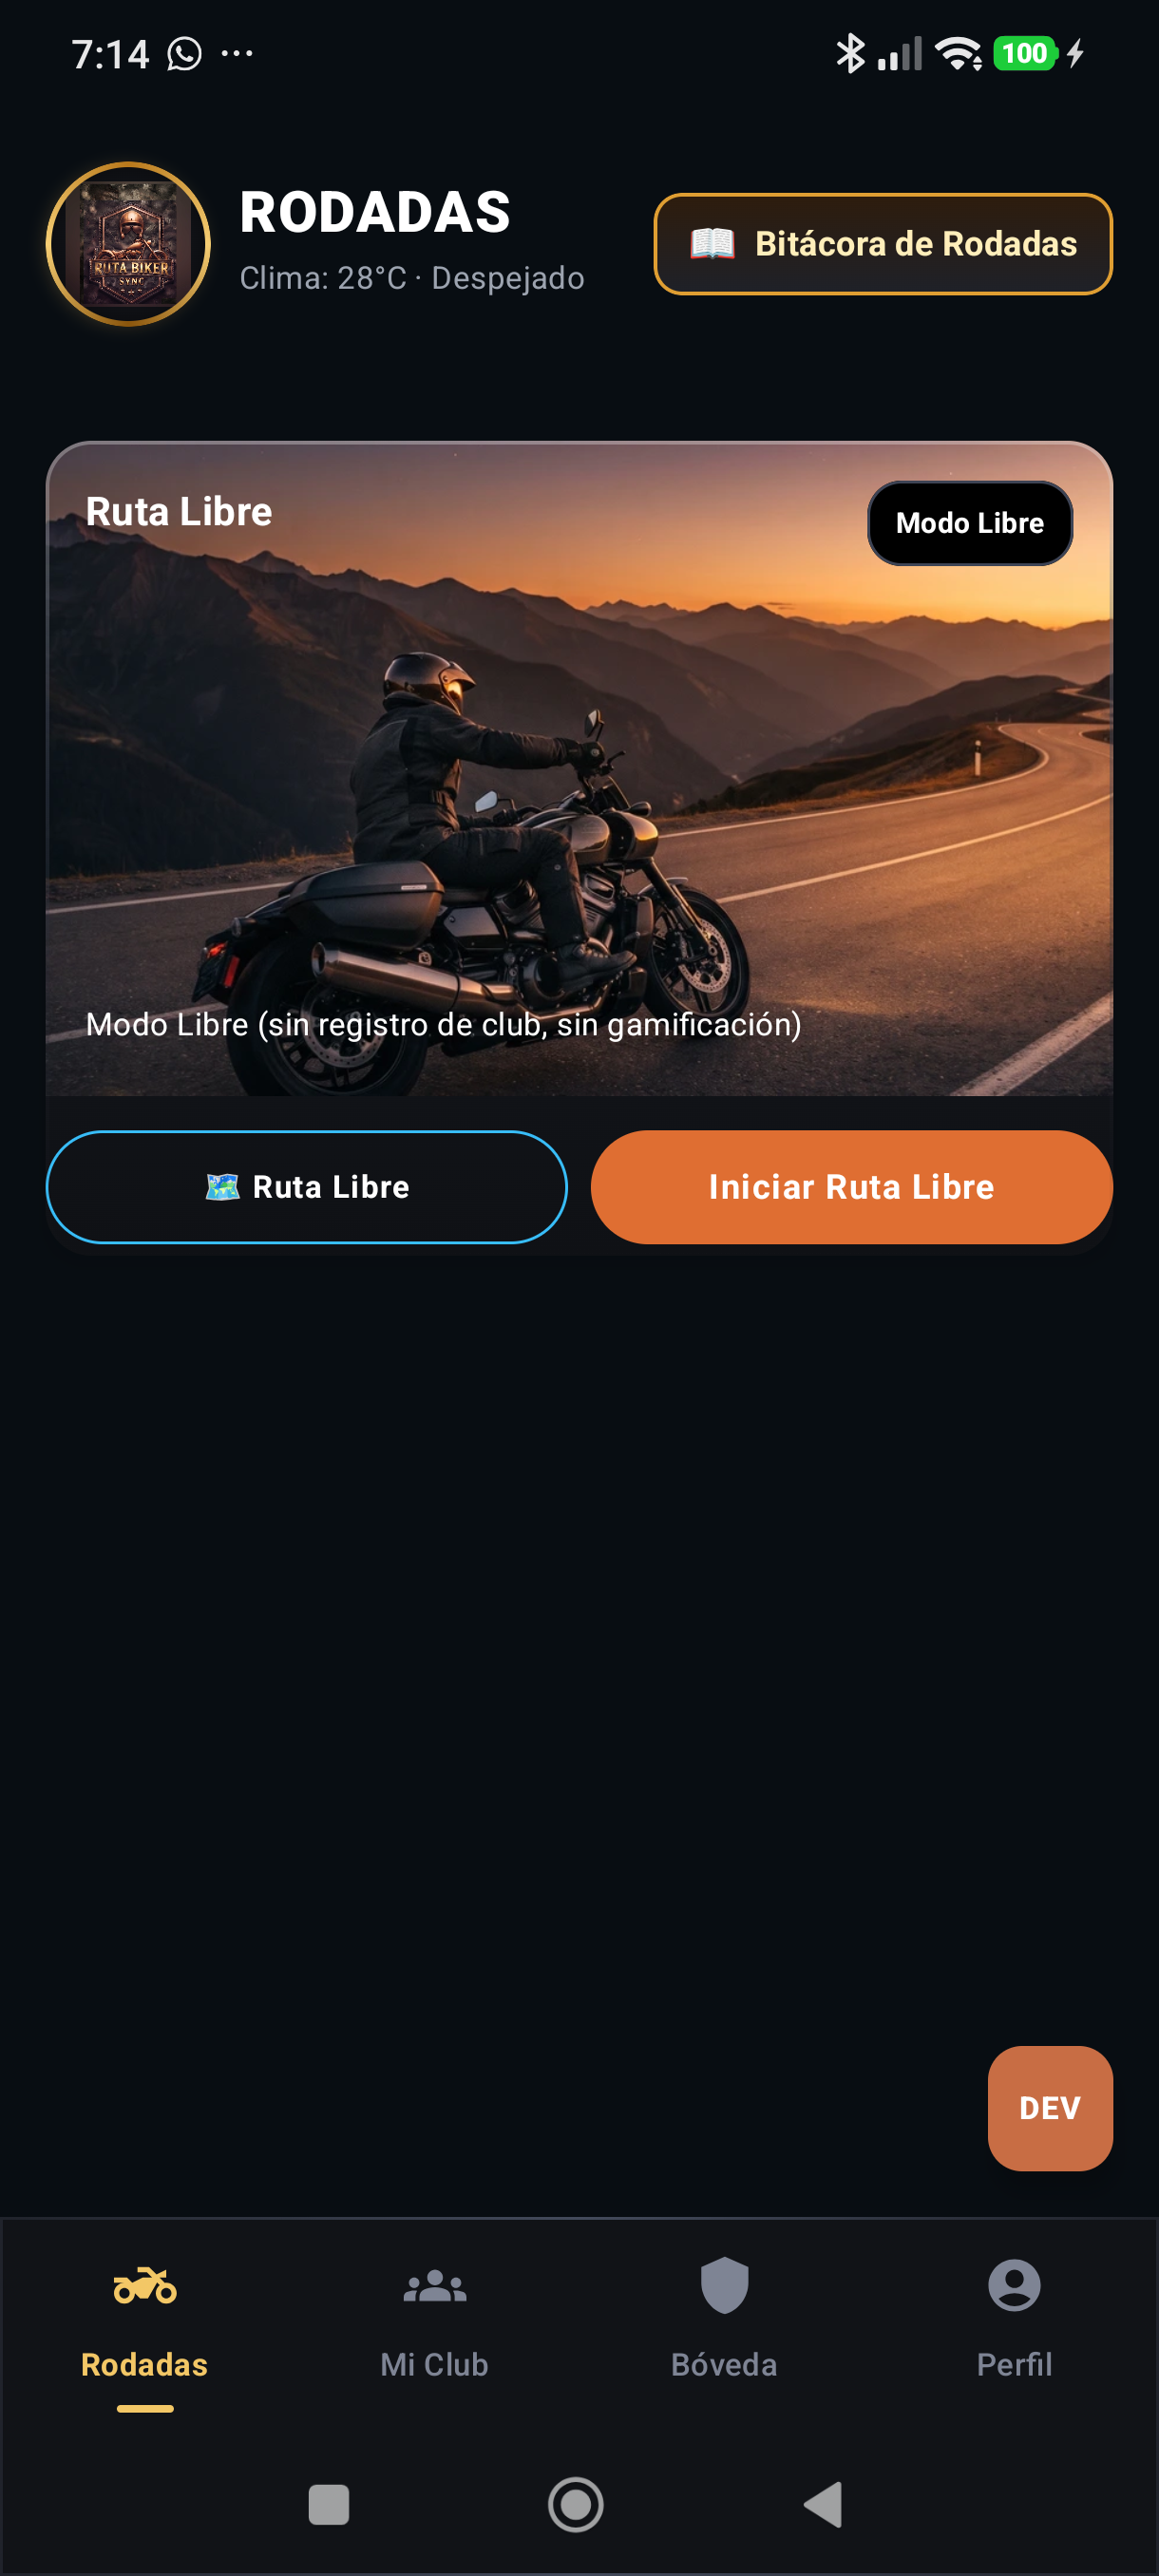 7:14
100
RUTA BIKER
SYNC
RODADAS
Clima: 28°C · Despejado
📖 Bitácora de Rodadas
Ruta Libre
Modo Libre
Modo Libre (sin registro de club, sin gamificación)
🗺️ Ruta Libre
Iniciar Ruta Libre
DEV
Rodadas
Mi Club
Bóveda
Perfil